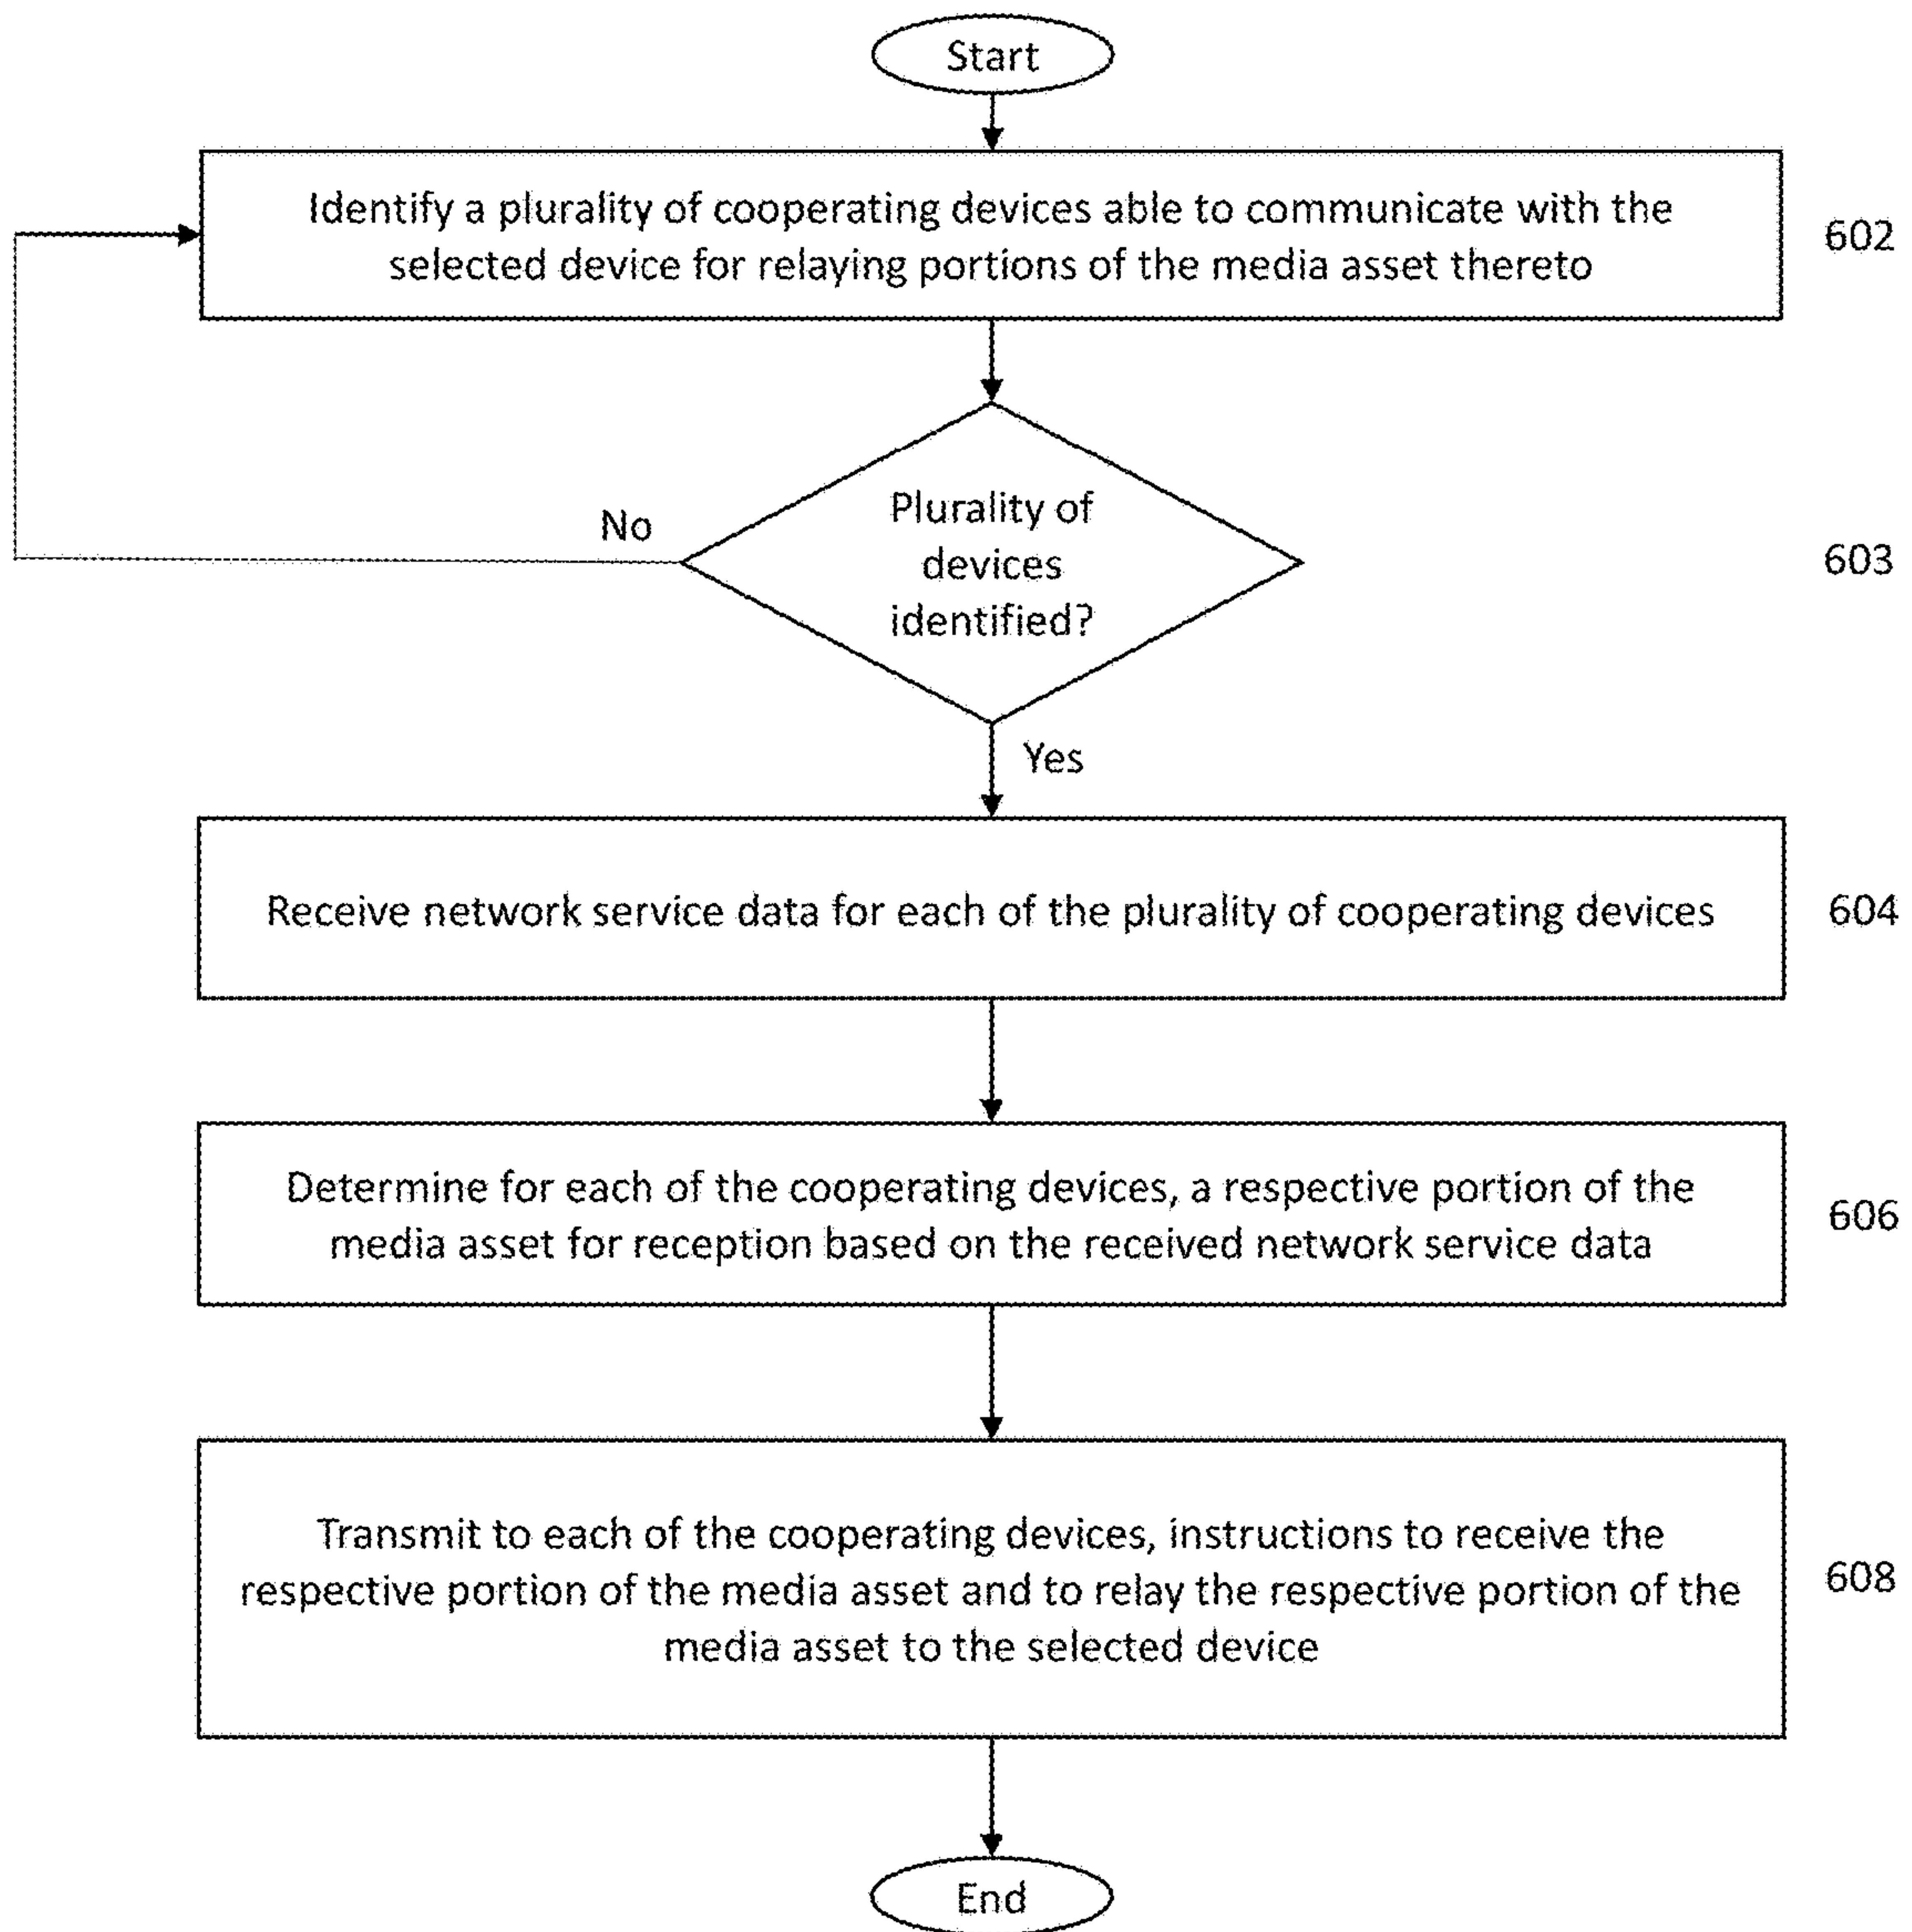 Start
Identify a plurality of cooperating devices able to communicate with the
selected device for relaying portions of the media asset thereto
602
No
Plurality of
devices
identified?
603
Yes
Receive network service data for each of the plurality of cooperating devices
604
Determine for each of the cooperating devices, a respective portion of the
media asset for reception based on the received network service data
606
Transmit to each of the cooperating devices, instructions to receive the
respective portion of the media asset and to relay the respective portion of the
media asset to the selected device
608
End